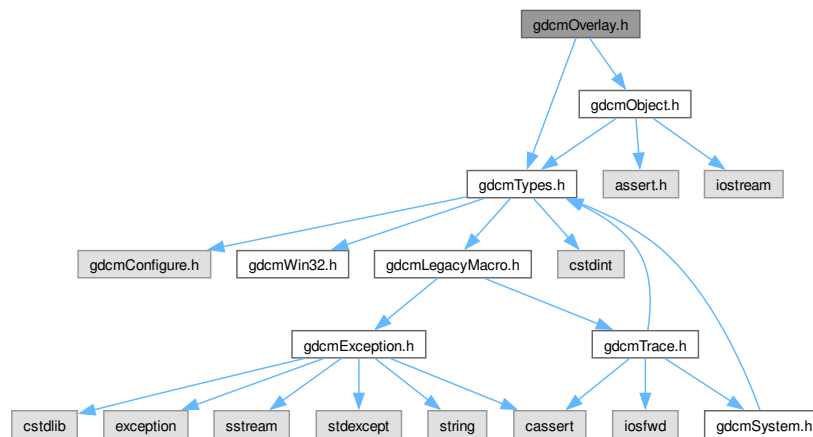 gdcmOverlay.h
gdcmObject.h
gdcmTypes.h
assert.h
iostream
gdcmConfigure.h
gdcmWin32.h
gdcmLegacyMacro.h
cstdint
gdcmException.h
gdcmTrace.h
cstdlib
exception
sstream
stdexcept
string
cassert
iosfwd
gdcmSystem.h